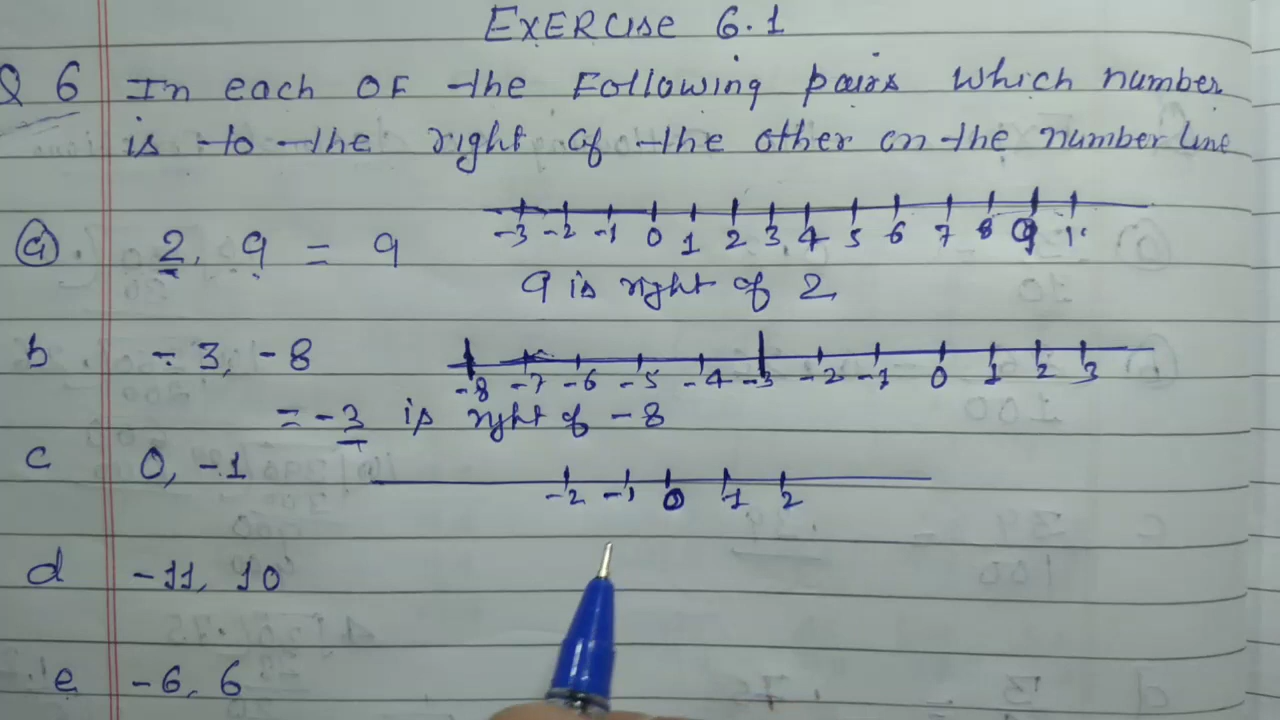 EXERCISE 6.1
Q 6 In each OF the Following pairs which number
is to the right of the other on the number line
(a) 2, 9 = 9
-3 -2 -1 0 1 2 3 4 5 6 7 8 9 1.
9 is right of 2
b -3, -8
-8 -7 -6 -5 -4 -3 -2 -1 0 1 2 3
= -3 is right of -8
c 0, -1
-2 -1 0 1 2
d -11, 10
e -6, 6